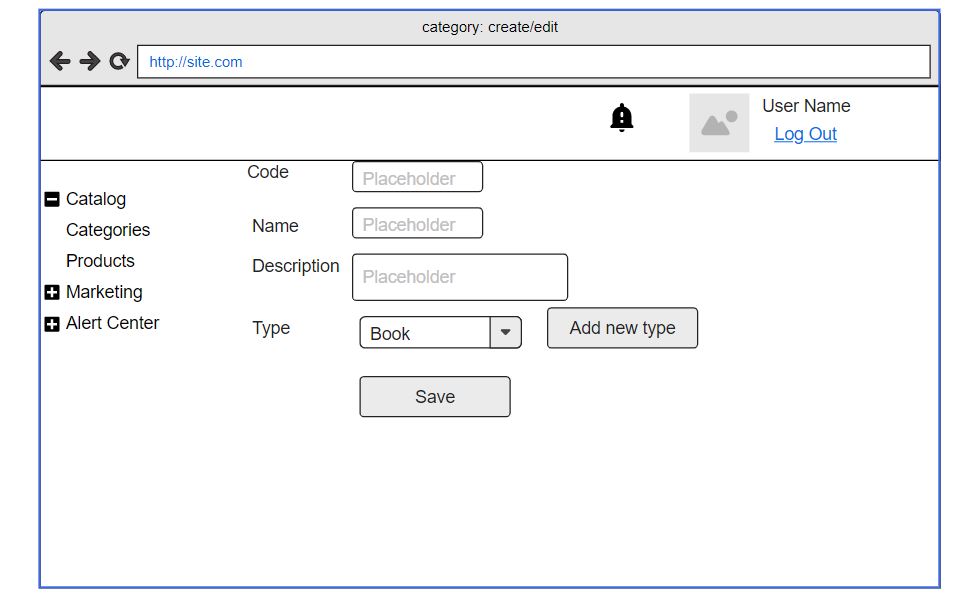 category: create/edit
http://site.com
User Name
Log Out
Code
Placeholder
Catalog
Name
Placeholder
Categories
Description
Placeholder
Products
Marketing
Alert Center
Type
Book
Add new type
Save